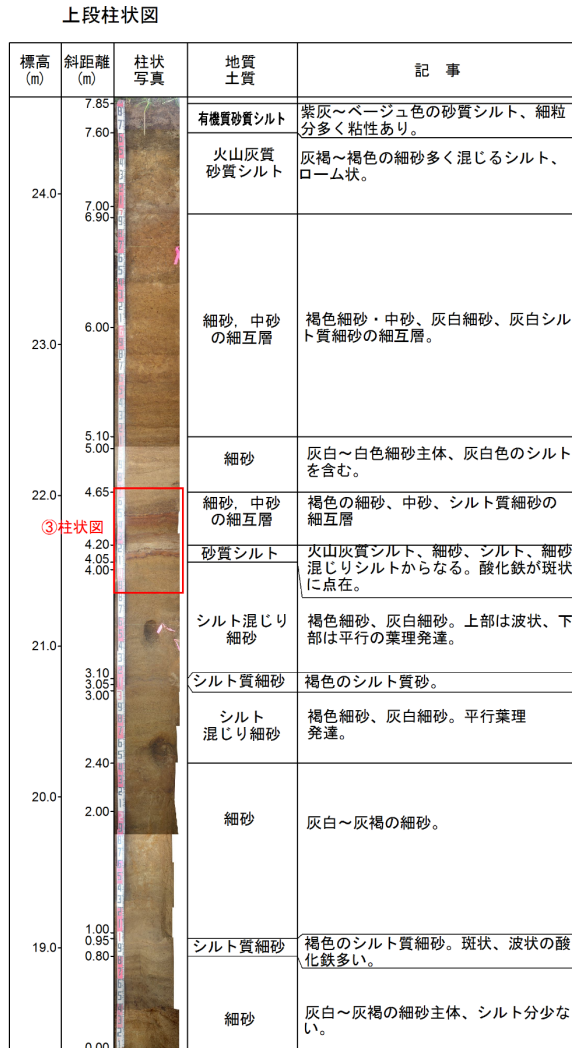 上段柱状図
標高
(m)
斜距離
(m)
柱状
写真
地質
土質
記 事
7.85
有機質砂質シルト
紫灰~ベージュ色の砂質シルト、細粒
分多く粘性あり。
7.60
火山灰質
砂質シルト
灰褐~褐色の細砂多く混じるシルト、
ローム状。
24.0
7.00
6.90
細砂, 中砂
の細互層
褐色細砂・中砂、灰白細砂、灰白シル
ト質細砂の細互層。
6.00
23.0
5.10
5.00
細砂
灰白~白色細砂主体、灰白色のシルト
を含む。
22.0
4.65
細砂, 中砂
の細互層
褐色の細砂、中砂、シルト質細砂の
細互層
③柱状図
4.20
4.05
4.00
砂質シルト
火山灰質シルト、細砂、シルト、細砂
混じりシルトからなる。酸化鉄が斑状
に点在。
シルト混じり
細砂
褐色細砂、灰白細砂。上部は波状、下
部は平行の葉理発達。
21.0
3.10
3.05
3.00
シルト質細砂
褐色のシルト質砂。
シルト
混じり細砂
褐色細砂、灰白細砂。平行葉理
発達。
2.40
20.0
2.00
細砂
灰白~灰褐の細砂。
1.00
0.95
0.80
19.0
シルト質細砂
褐色のシルト質細砂。斑状、波状の酸
化鉄多い。
細砂
灰白~灰褐の細砂主体、シルト分少な
い。
0.00